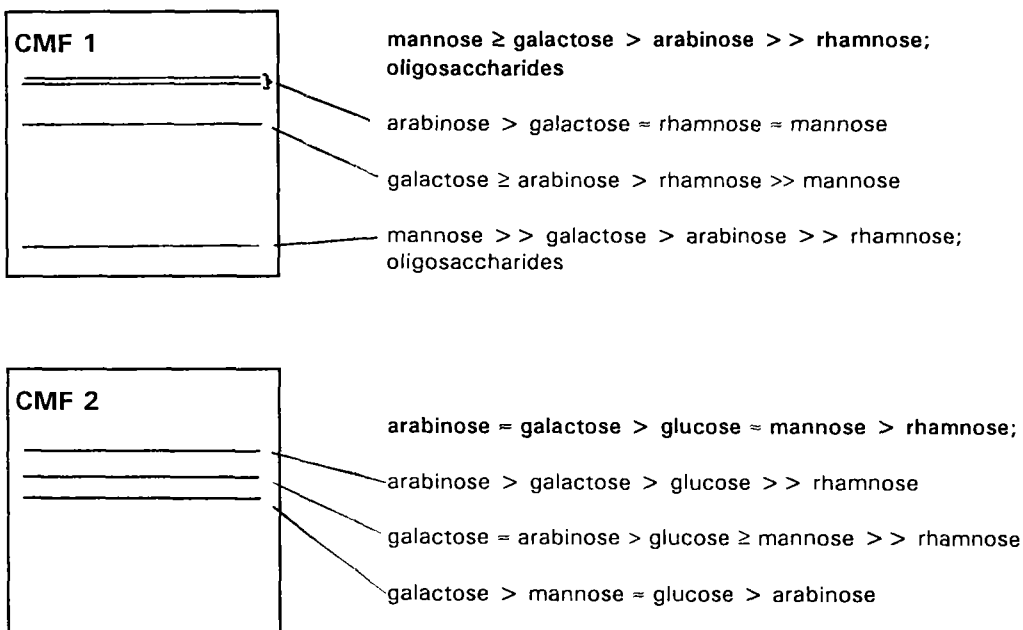 CMF 1
mannose ≥ galactose > arabinose > > rhamnose;
oligosaccharides
arabinose > galactose ≈ rhamnose ≈ mannose
galactose ≥ arabinose > rhamnose >> mannose
mannose > > galactose > arabinose > > rhamnose;
oligosaccharides
CMF 2
arabinose ≈ galactose > glucose ≈ mannose > rhamnose;
arabinose > galactose > glucose > > rhamnose
galactose ≈ arabinose > glucose ≥ mannose > > rhamnose
galactose > mannose ≈ glucose > arabinose